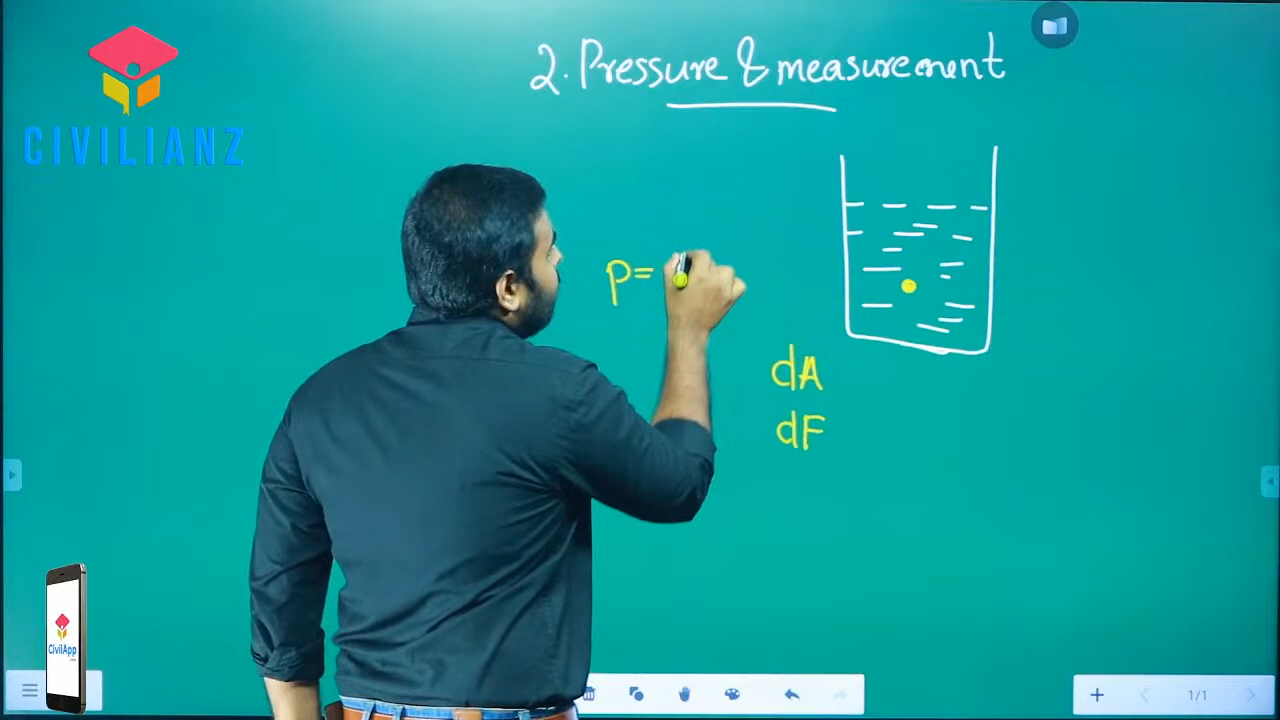 CIVILIANZ
2. Pressure & measurement
P=
dA
dF
CivilApp
1/1